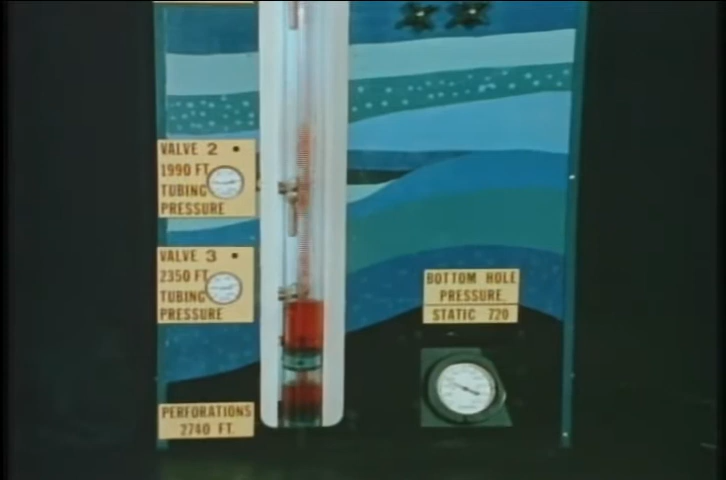 VALVE 2
1990 FT.
TUBING
PRESSURE
VALVE 3
2350 FT.
TUBING
PRESSURE
BOTTOM HOLE
PRESSURE
STATIC 720
PERFORATIONS
2740 FT.